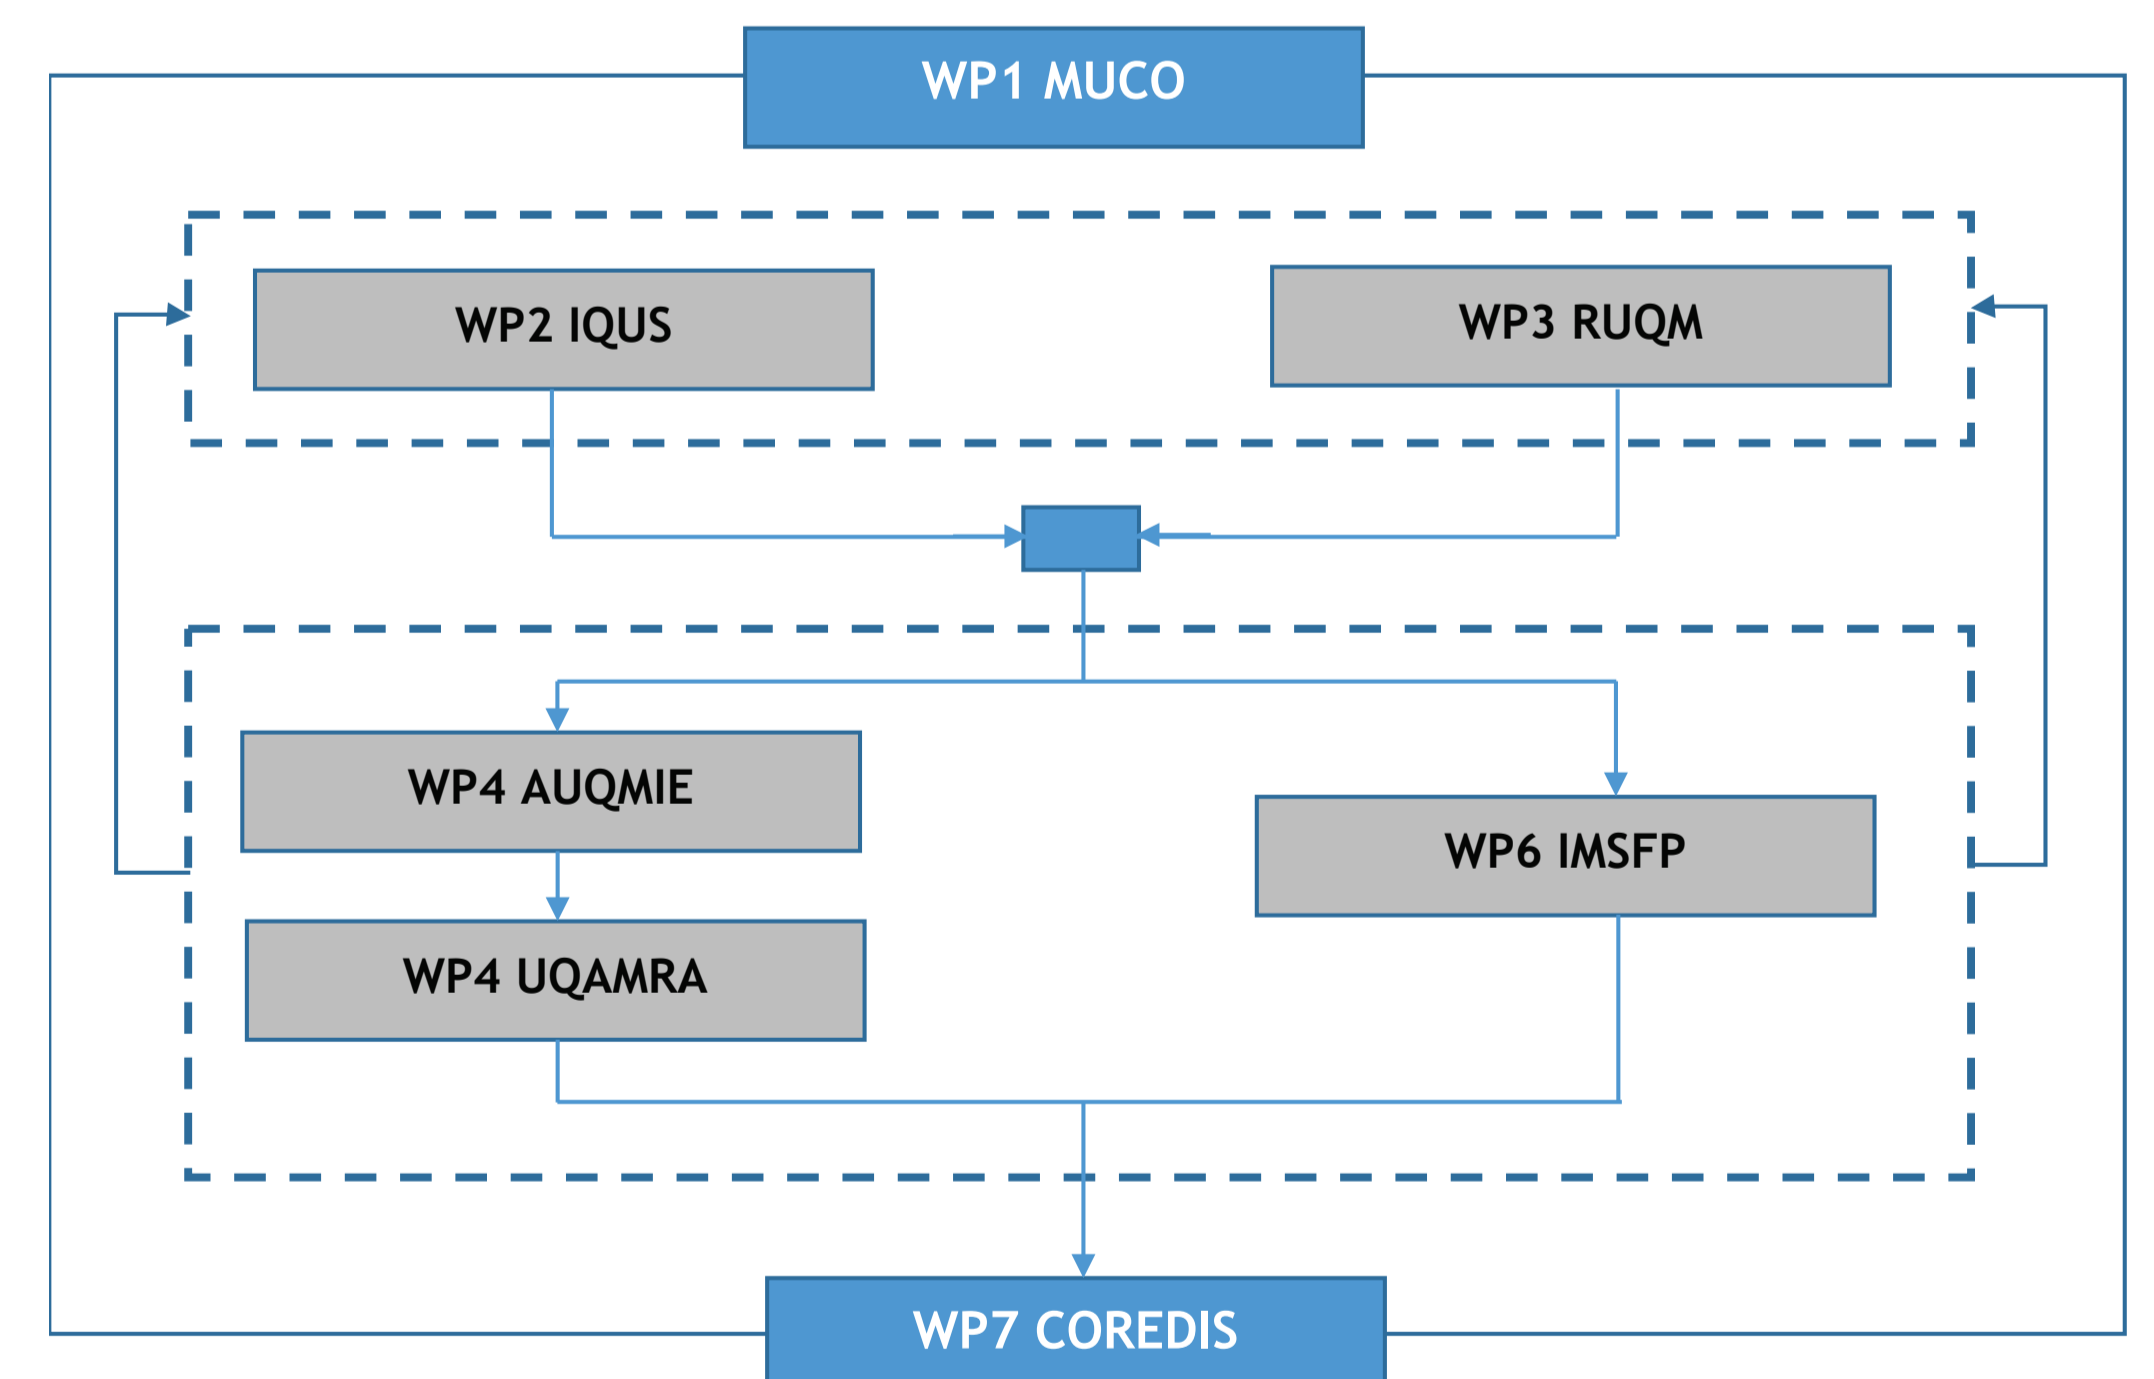 WP1 MUCO
WP2 IQUS
WP3 RUQM
WP4 AUQMIE
WP6 IMSFP
WP4 UQAMRA
WP7 COREDIS